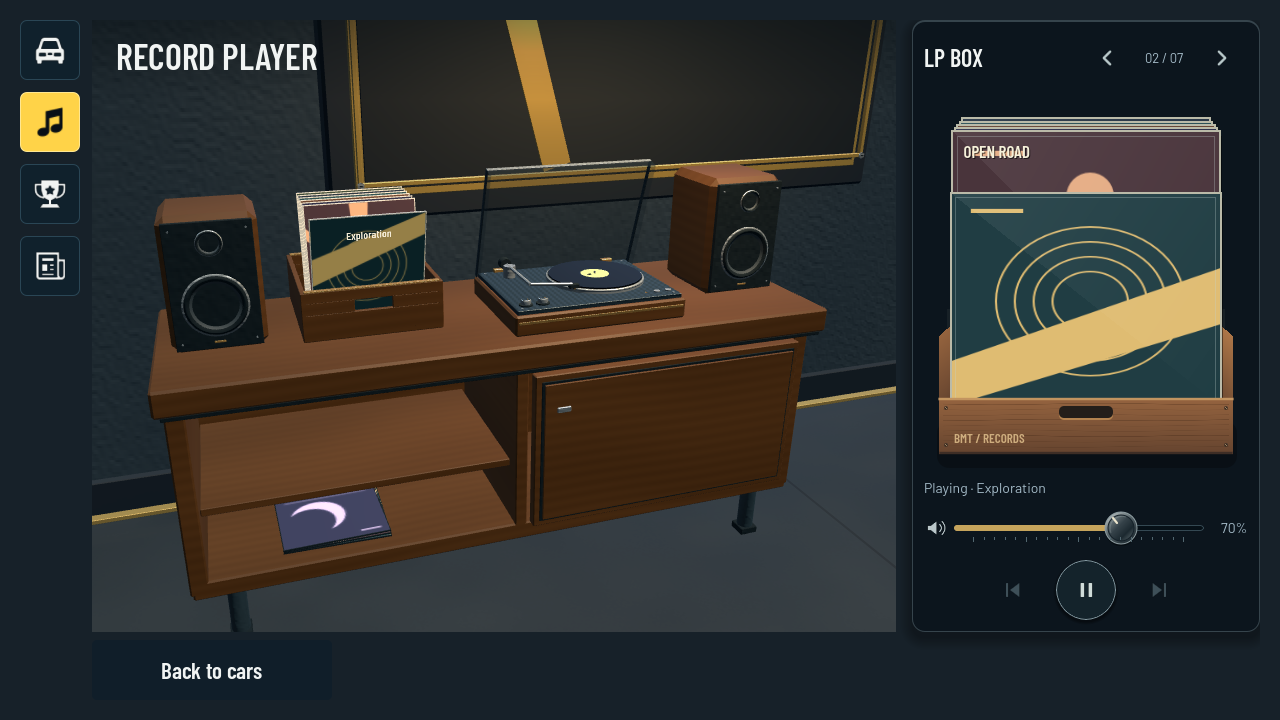 RECORD PLAYER
Exploration
LP BOX
02 / 07
OPEN ROAD
BMT / RECORDS
Playing · Exploration
70%
Back to cars